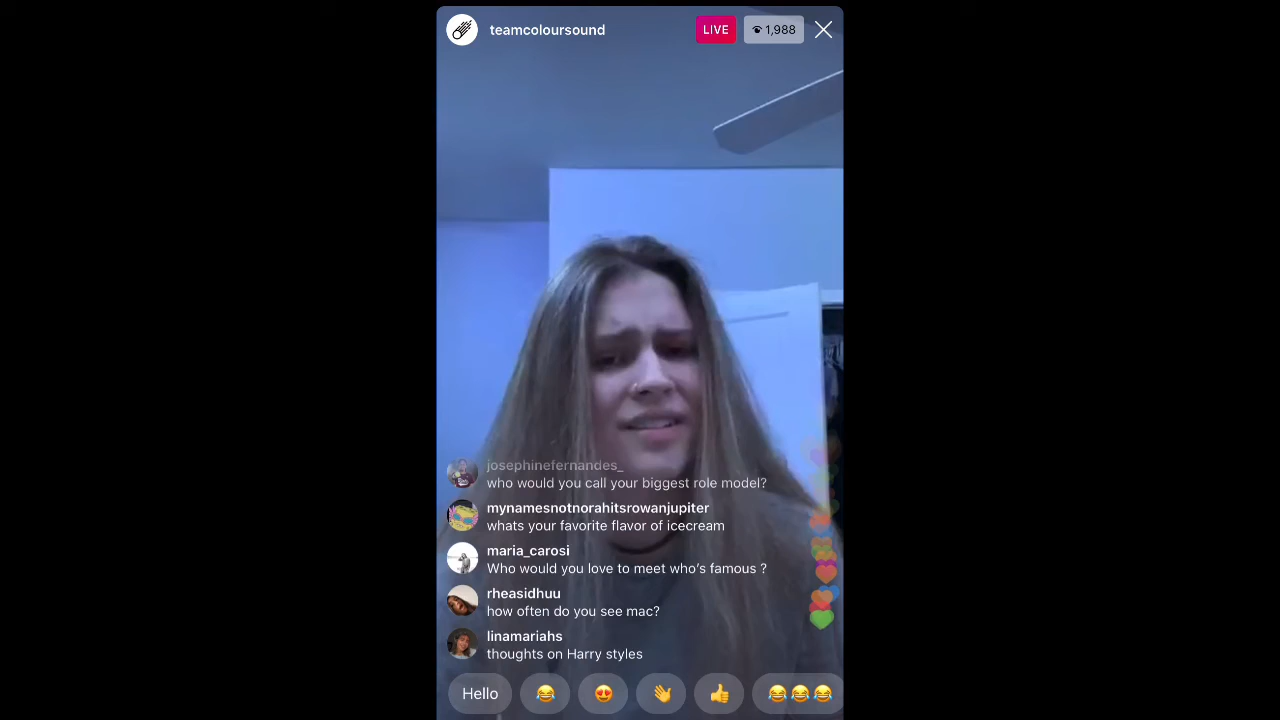 teamcoloursound
LIVE
1,988
josephinefernandes_
who would you call your biggest role model?
mynamesnotnorahitsrowanjupiter
whats your favorite flavor of icecream
maria_carosi
Who would you love to meet who's famous ?
rheasidhuu
how often do you see mac?
linamariahs
thoughts on Harry styles
Hello